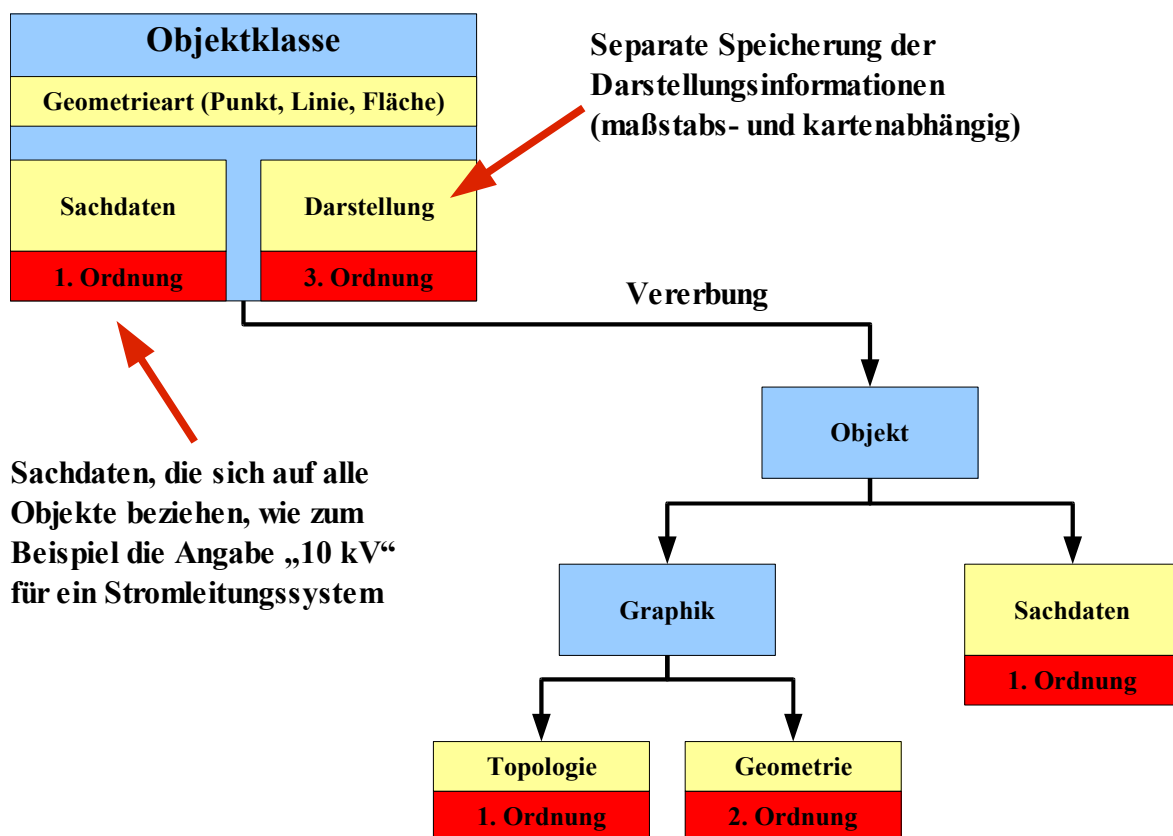 Objektklasse
Geometrieart (Punkt, Linie, Fläche)
Sachdaten
1. Ordnung
Darstellung
3. Ordnung
Separate Speicherung der
Darstellungsinformationen
(maßstabs- und kartenabhängig)
Vererbung
Sachdaten, die sich auf alle
Objekte beziehen, wie zum
Beispiel die Angabe „10 kV“
für ein Stromleitungssystem
Objekt
Graphik
Sachdaten
1. Ordnung
Topologie
1. Ordnung
Geometrie
2. Ordnung